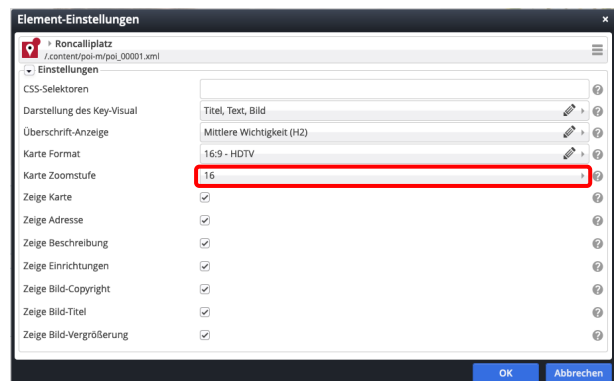 Element-Einstellungen ×
Roncalliplatz
/.content/poi-m/poi_00001.xml
Einstellungen
CSS-Selektoren
Darstellung des Key-Visual Titel, Text, Bild
Überschrift-Anzeige Mittlere Wichtigkeit (H2)
Karte Format 16:9 - HDTV
Karte Zoomstufe 16
Zeige Karte
Zeige Adresse
Zeige Beschreibung
Zeige Einrichtungen
Zeige Bild-Copyright
Zeige Bild-Titel
Zeige Bild-Vergrößerung
OK Abbrechen